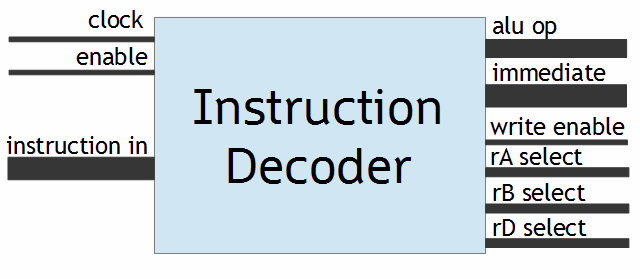 clock
enable
instruction in
Instruction
Decoder
alu op
immediate
write enable
rA select
rB select
rD select